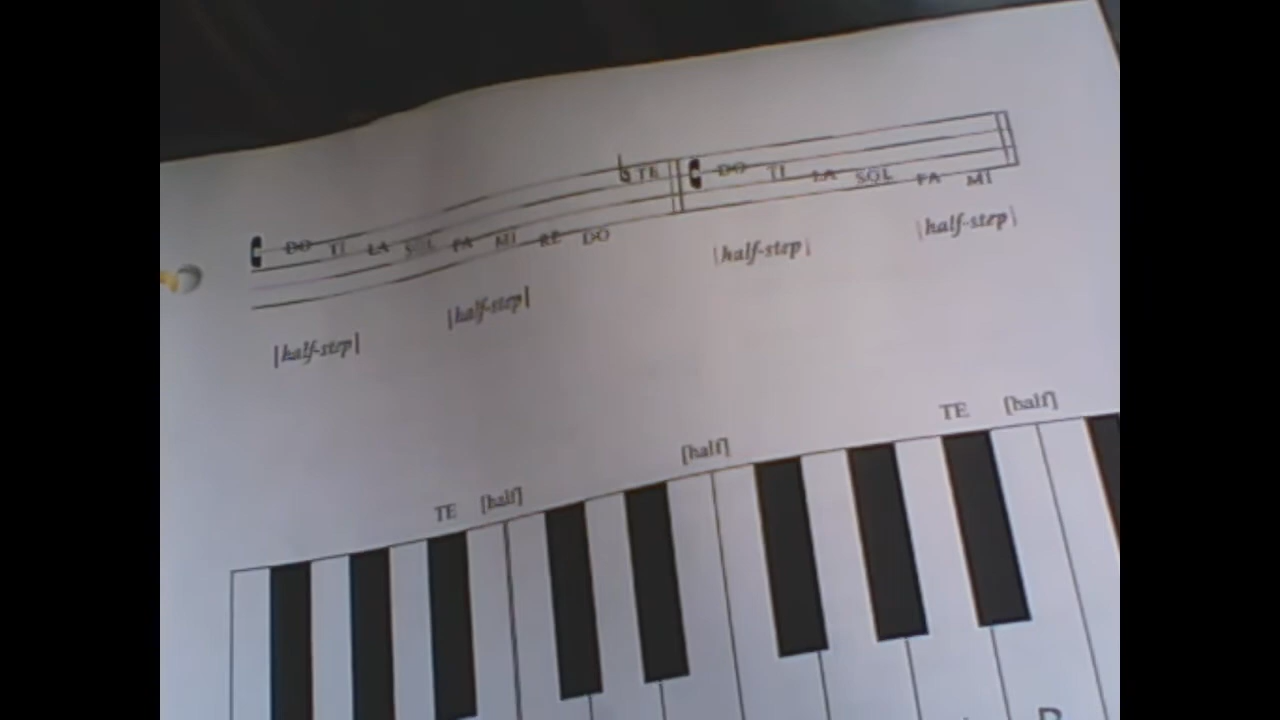 DO TI LA SOL FA MI RE DO ♭TE DO TI LA SOL FA MI
|half-step| |half-step| |half-step| |half-step|
TE [half] [half] TE [half]